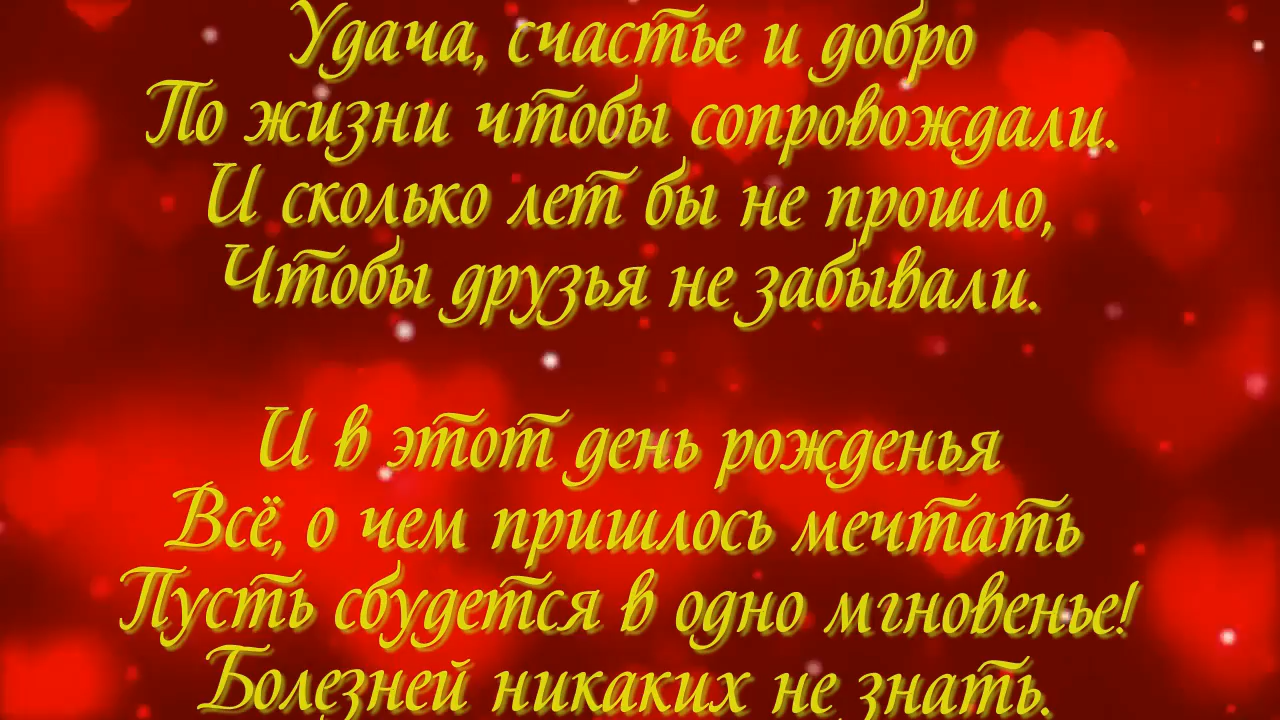 Удача, счастье и добро
По жизни чтобы сопровождали.
И сколько лет бы не прошло,
Чтобы друзья не забывали.
И в этот день рожденья
Всё, о чем пришлось мечтать
Пусть сбудется в одно мгновенье!
Болезней никаких не знать.